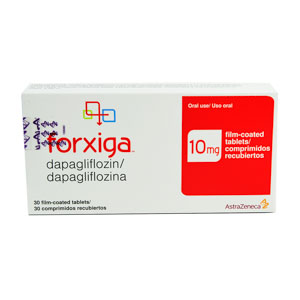 Oral use/ Uso oral
forxiga
dapagliflozin/
dapagliflozina
10mg
film-coated
tablets/
comprimidos
recubiertos
30 film-coated tablets/
30 comprimidos recubiertos
AstraZeneca